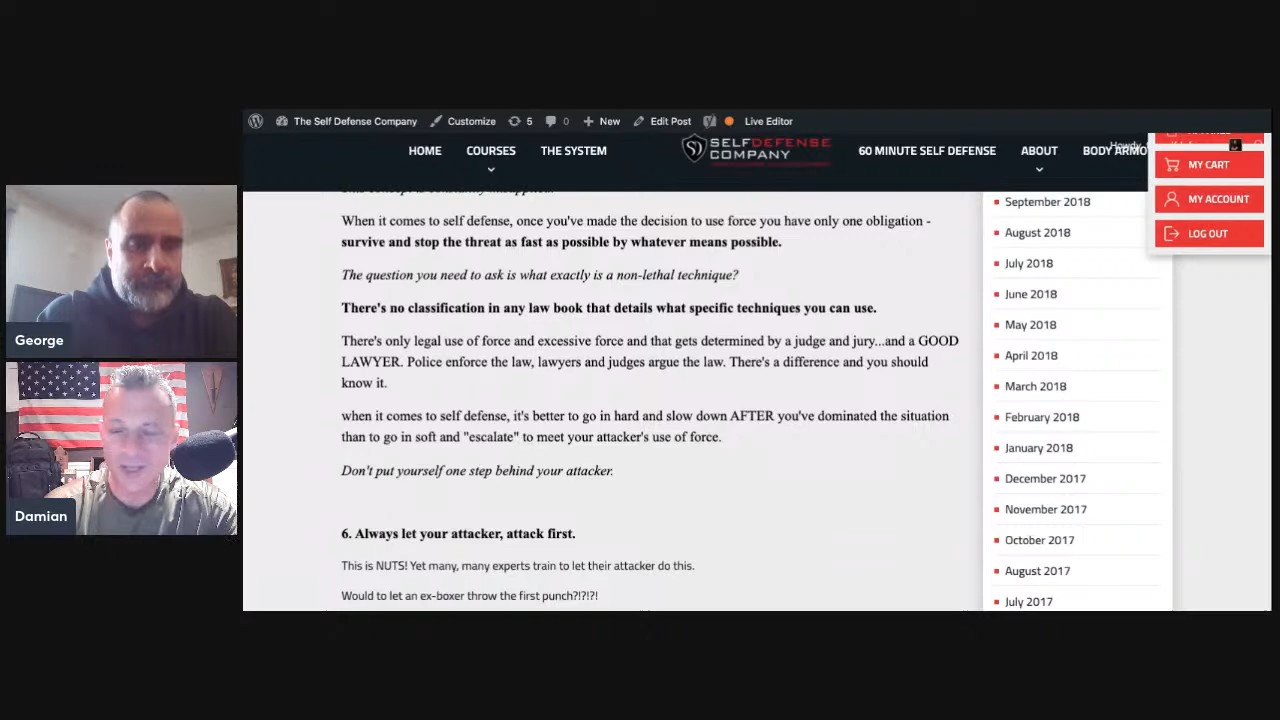 The Self Defense Company Customize 5 0 New Edit Post Live Editor
HOME COURSES THE SYSTEM SELFDEFENSE COMPANY 60 MINUTE SELF DEFENSE ABOUT BODY ARMO
Howdy,
MY CART
MY ACCOUNT
LOG OUT
When it comes to self defense, once you've made the decision to use force you have only one obligation -
survive and stop the threat as fast as possible by whatever means possible.
The question you need to ask is what exactly is a non-lethal technique?
There's no classification in any law book that details what specific techniques you can use.
There's only legal use of force and excessive force and that gets determined by a judge and jury...and a GOOD
LAWYER. Police enforce the law, lawyers and judges argue the law. There's a difference and you should
know it.
when it comes to self defense, it's better to go in hard and slow down AFTER you've dominated the situation
than to go in soft and "escalate" to meet your attacker's use of force.
Don't put yourself one step behind your attacker.
6. Always let your attacker, attack first.
This is NUTS! Yet many, many experts train to let their attacker do this.
Would to let an ex-boxer throw the first punch?!?!?!
September 2018
August 2018
July 2018
June 2018
May 2018
April 2018
March 2018
February 2018
January 2018
December 2017
November 2017
October 2017
August 2017
July 2017
George
Damian